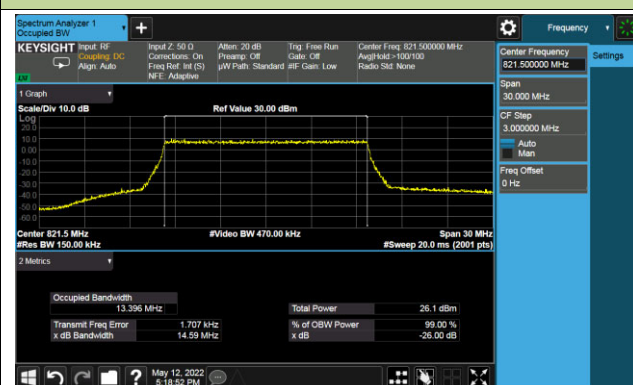 Spectrum Analyzer 1
Occupied BW
Frequency
KEYSIGHT
Input: RF
Coupling: DC
Align: Auto
Input Z: 50 Ω
Corrections: On
Freq Ref: Int (S)
NFE: Adaptive
Atten: 20 dB
Preamp: Off
µW Path: Standard
Trig: Free Run
Gate: Off
#IF Gain: Low
Center Freq: 821.500000 MHz
Avg|Hold:>100/100
Radio Std: None
Center Frequency
821.500000 MHz
Settings
Span
30.000 MHz
CF Step
3.000000 MHz
Auto
Man
Freq Offset
0 Hz
1 Graph
Scale/Div 10.0 dB
Ref Value 30.00 dBm
Log
20.0
10.0
0.00
-10.0
-20.0
-30.0
-40.0
-50.0
-60.0
Center 821.5 MHz
#Video BW 470.00 kHz
Span 30 MHz
#Res BW 150.00 kHz
#Sweep 20.0 ms (2001 pts)
2 Metrics
Occupied Bandwidth
13.396 MHz
Total Power
26.1 dBm
Transmit Freq Error
1.707 kHz
% of OBW Power
99.00 %
x dB Bandwidth
14.59 MHz
x dB
-26.00 dB
May 12, 2022
5:18:52 PM